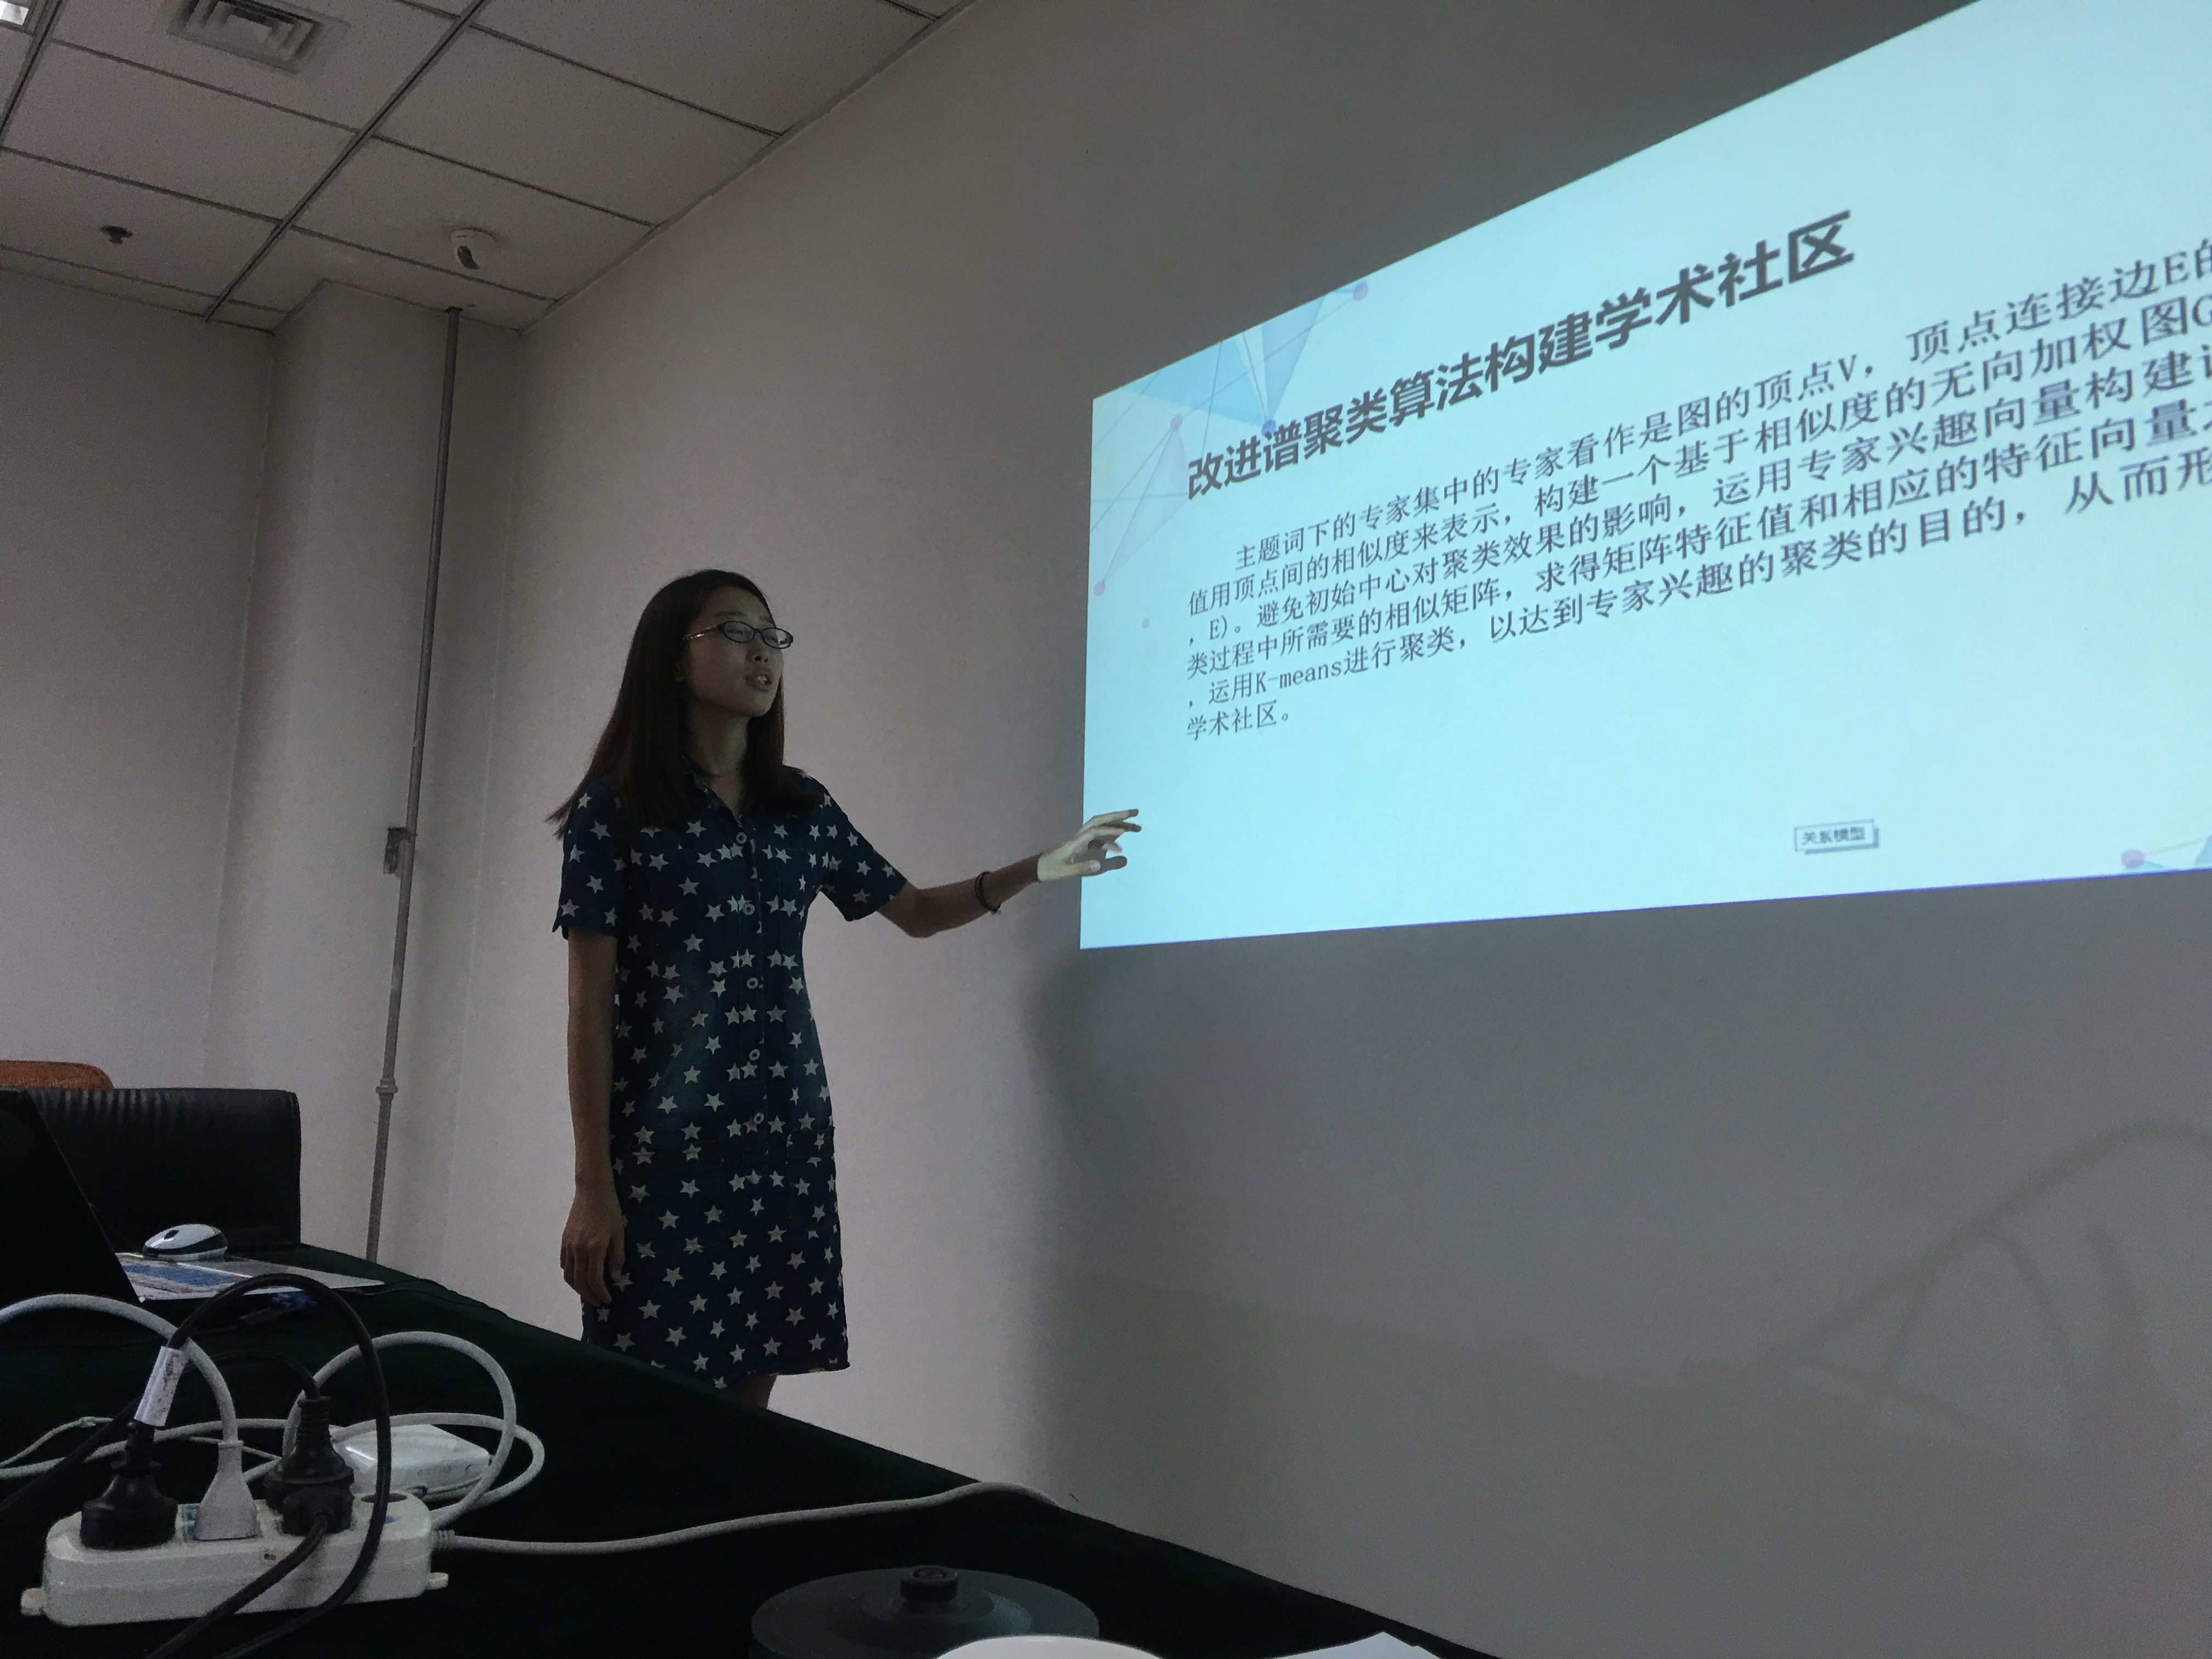 改进谱聚类算法构建学术社区
主题词下的专家集中的专家看作是图的顶点V，顶点连接边E的
值用顶点间的相似度来表示，构建一个基于相似度的无向加权图G
，E)。避免初始中心对聚类效果的影响，运用专家兴趣向量构建
类过程中所需要的相似矩阵，求得矩阵特征值和相应的特征向量
，运用K-means进行聚类，以达到专家兴趣的聚类的目的，从而形
学术社区。
关系模型